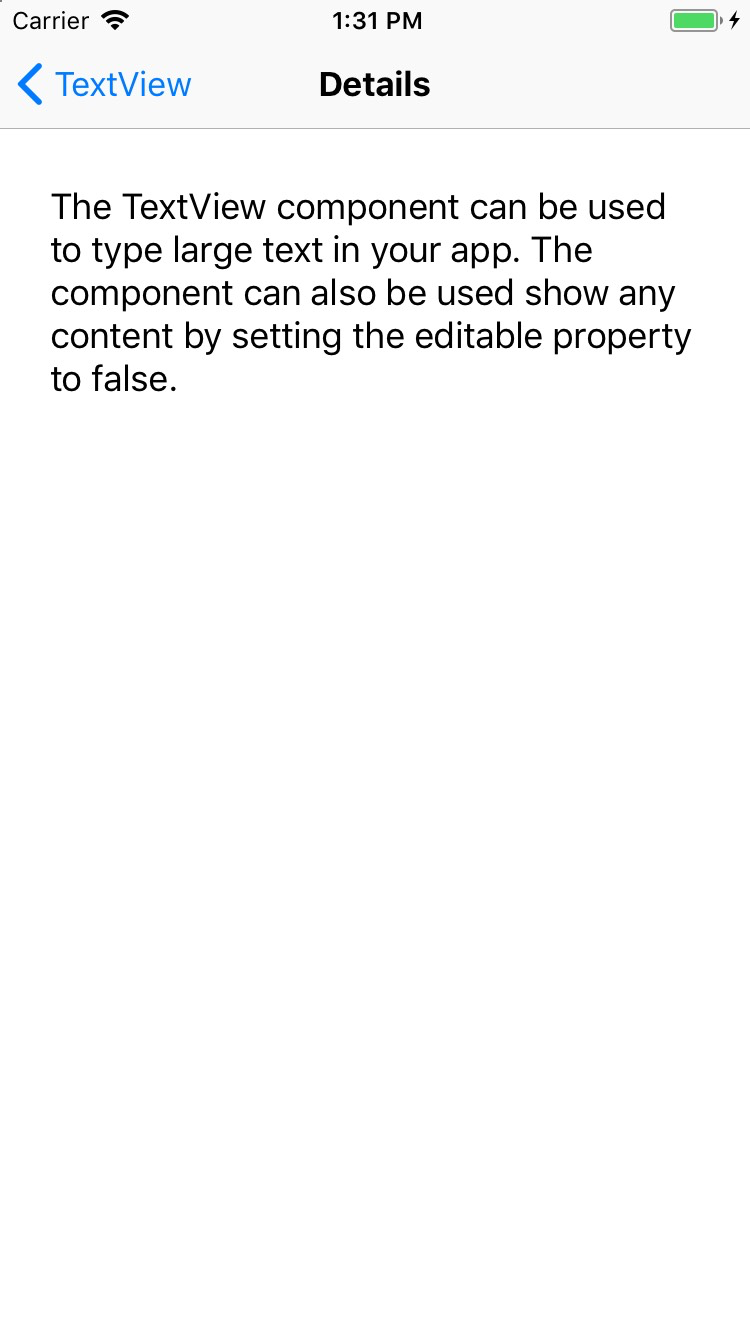 Carrier 1:31 PM
TextView Details
The TextView component can be used
to type large text in your app. The
component can also be used show any
content by setting the editable property
to false.